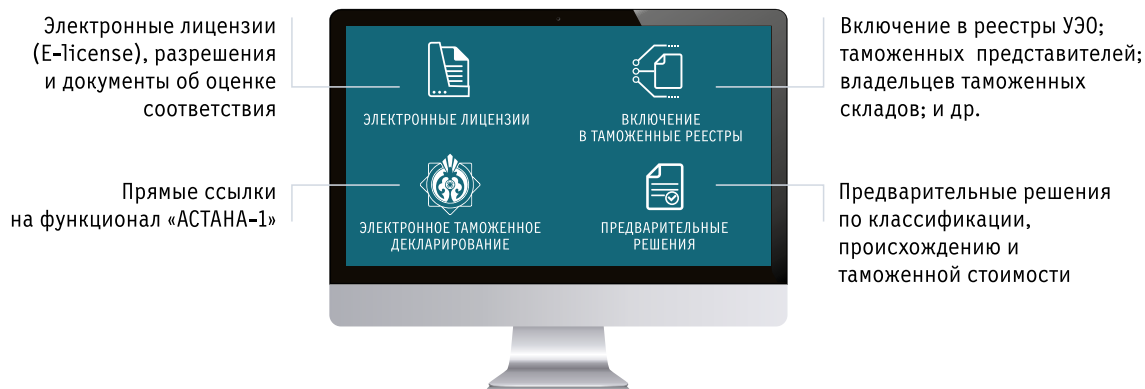 Электронные лицензии
(E-license), разрешения
и документы об оценке
соответствия
Прямые ссылки
на функционал «АСТАНА-1»
ЭЛЕКТРОННЫЕ ЛИЦЕНЗИИ
ВКЛЮЧЕНИЕ
В ТАМОЖЕННЫЕ РЕЕСТРЫ
ЭЛЕКТРОННОЕ ТАМОЖЕННОЕ
ДЕКЛАРИРОВАНИЕ
ПРЕДВАРИТЕЛЬНЫЕ
РЕШЕНИЯ
Включение в реестры УЭО;
таможенных представителей;
владельцев таможенных
складов; и др.
Предварительные решения
по классификации,
происхождению и
таможенной стоимости